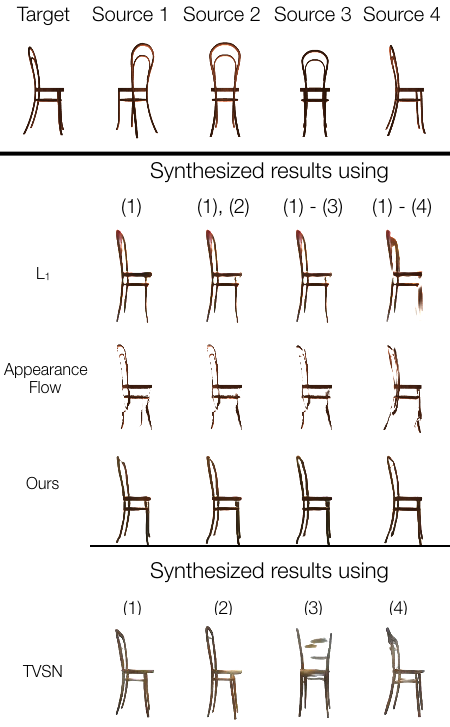 Target Source 1 Source 2 Source 3 Source 4
Synthesized results using
(1) (1), (2) (1) - (3) (1) - (4)
L₁
Appearance
Flow
Ours
Synthesized results using
(1) (2) (3) (4)
TVSN